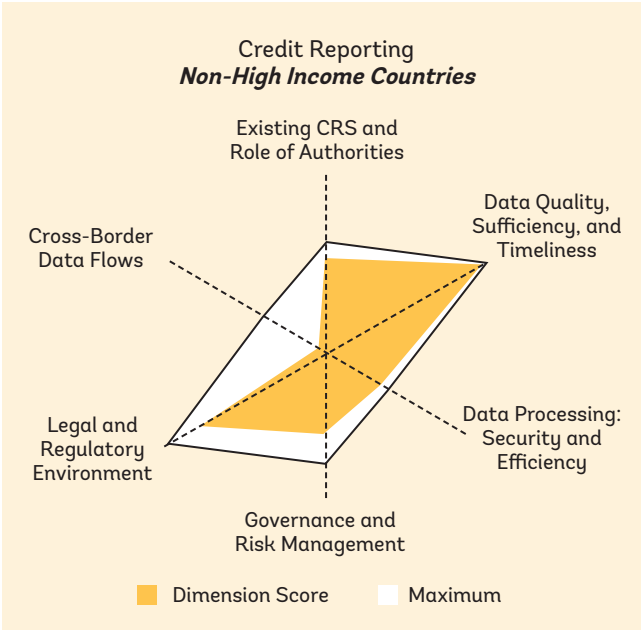 Credit Reporting
Non-High Income Countries
Existing CRS and
Role of Authorities
Data Quality,
Sufficiency, and
Timeliness
Cross-Border
Data Flows
Legal and
Regulatory
Environment
Data Processing:
Security and
Efficiency
Governance and
Risk Management
Dimension Score
Maximum